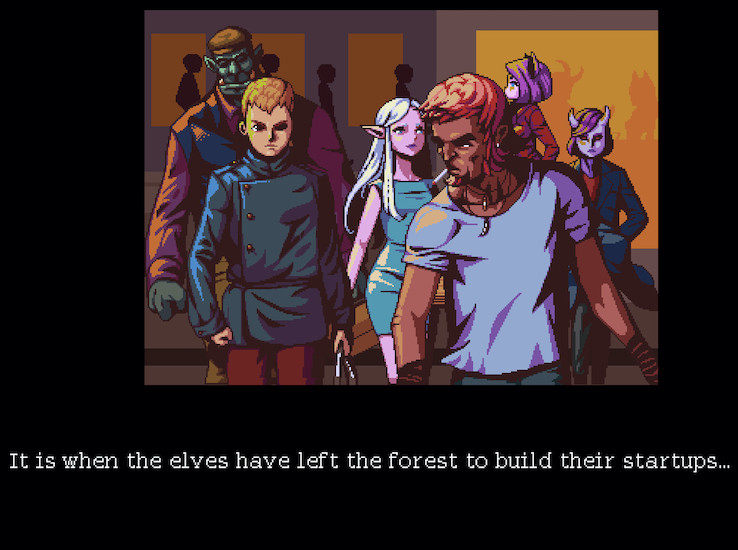 It is when the elves have left the forest to build their startups...